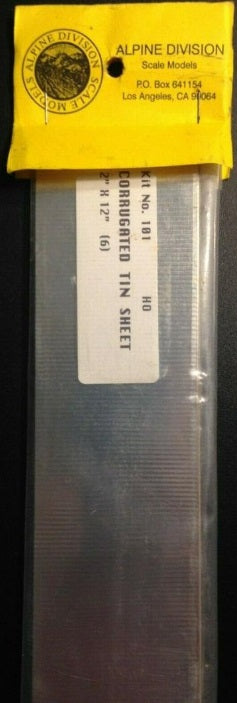 ALPINE DIVISION
SCALE MODELS
ALPINE DIVISION
Scale Models
P.O. Box 641154
Los Angeles, CA 90064
Kit No. 101 HO
CORRUGATED TIN SHEET
2" X 12" (6)